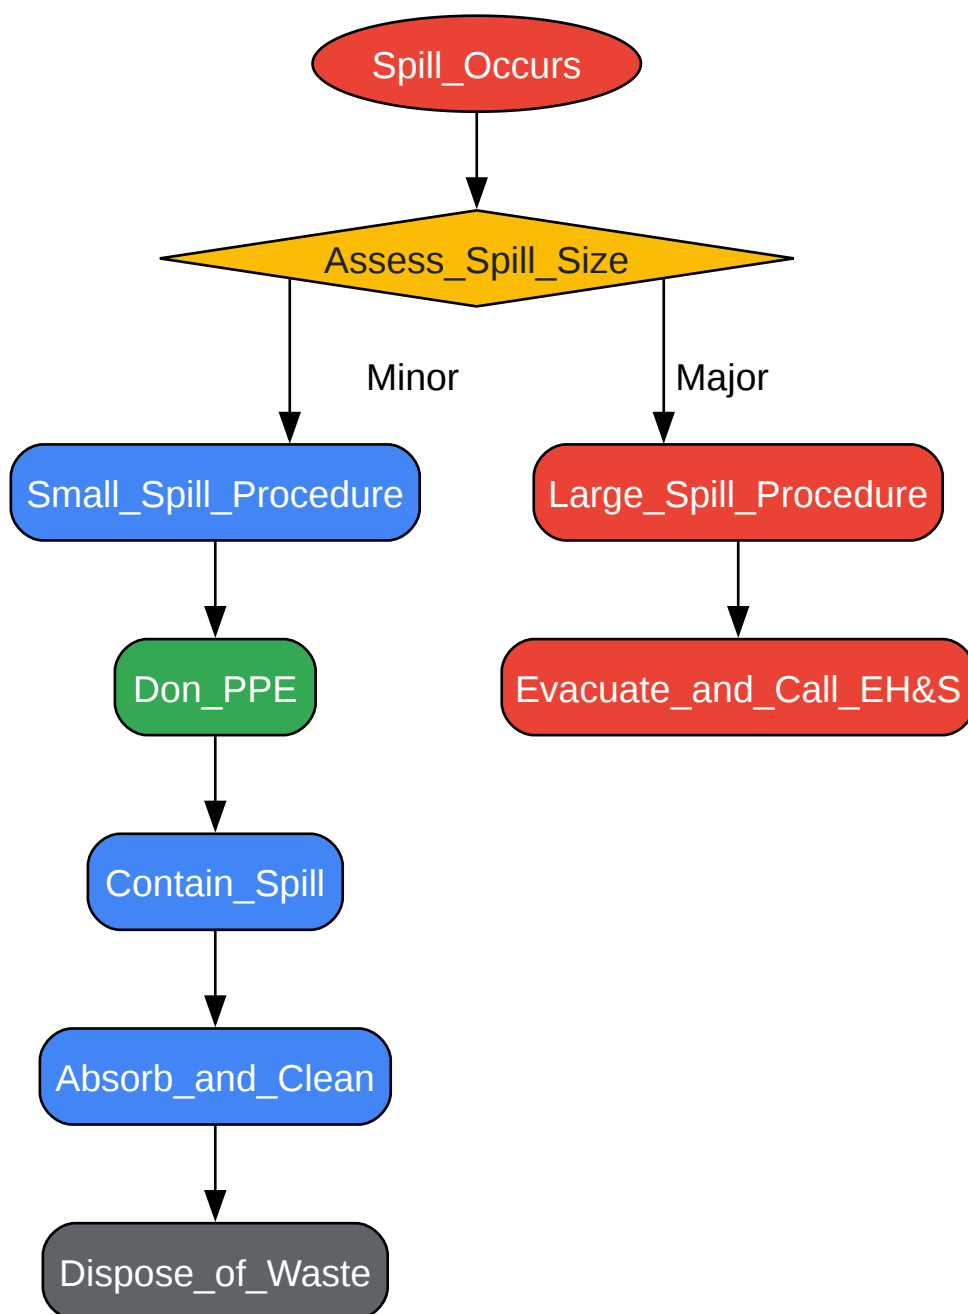 Spill_Occurs
Assess_Spill_Size
Minor
Major
Small_Spill_Procedure
Large_Spill_Procedure
Don_PPE
Evacuate_and_Call_EH&S
Contain_Spill
Absorb_and_Clean
Dispose_of_Waste